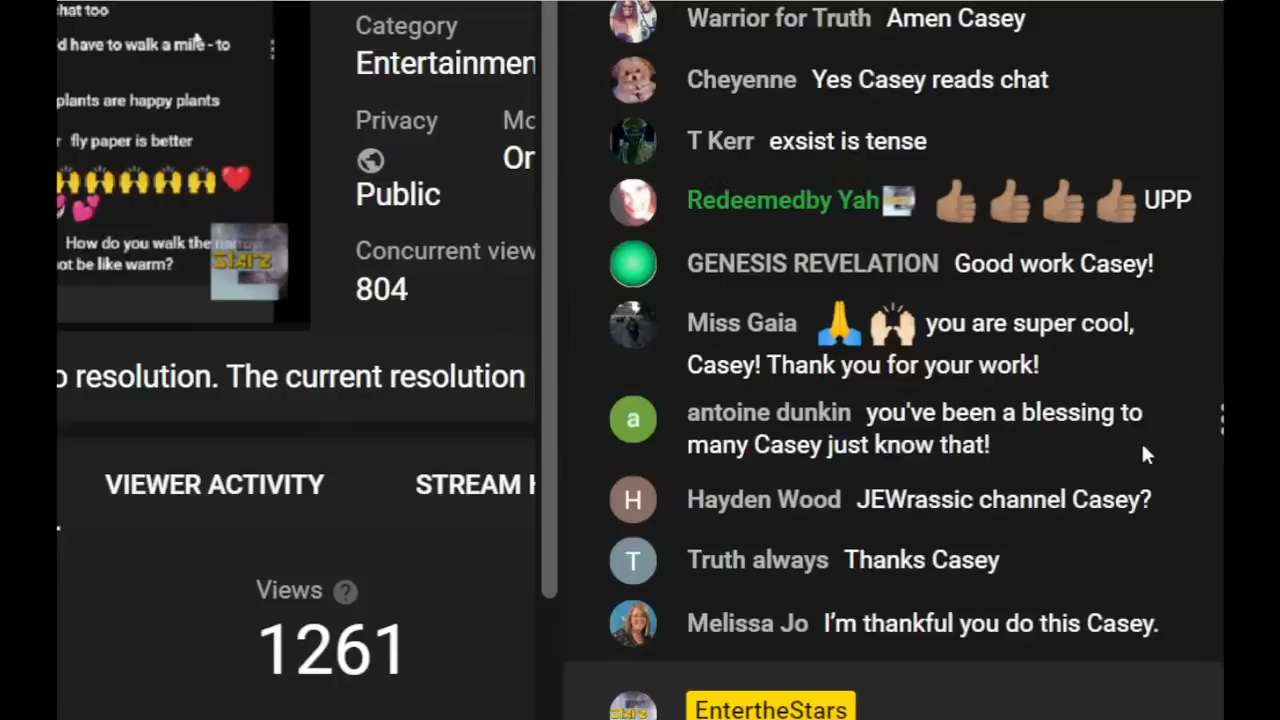 hat too
'd have to walk a mile - to
plants are happy plants
fly paper is better
How do you walk the
ot be like warm?
STARZ
Category
Entertainmen
Privacy
Mo
Or
Public
Concurrent view
804
o resolution. The current resolution
VIEWER ACTIVITY
STREAM H
Views ?
1261
Warrior for Truth Amen Casey
Cheyenne Yes Casey reads chat
T Kerr exsist is tense
Redeemedby Yah 👍🏽👍🏽👍🏽👍🏽 UPP
GENESIS REVELATION Good work Casey!
Miss Gaia 🙏🙌🏻 you are super cool,
Casey! Thank you for your work!
a
antoine dunkin you've been a blessing to
many Casey just know that!
H
Hayden Wood JEWrassic channel Casey?
T
Truth always Thanks Casey
Melissa Jo I'm thankful you do this Casey.
EntertheStars